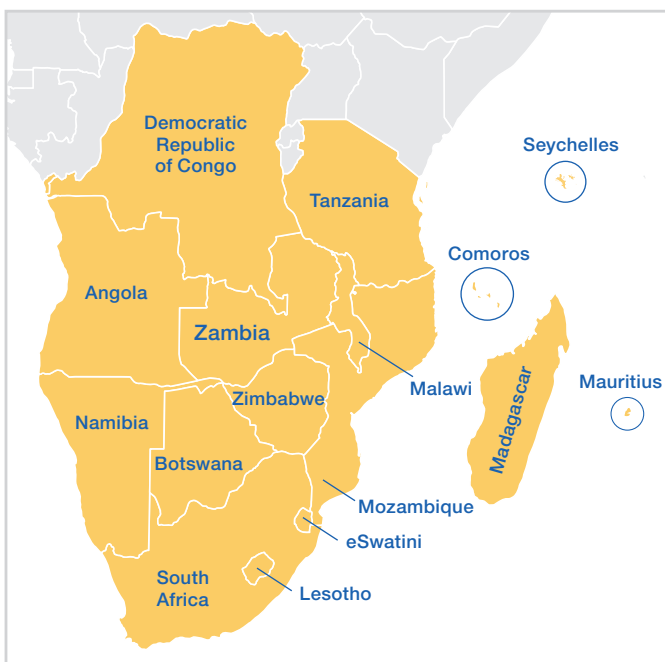 Democratic
Republic
of Congo
Seychelles
Tanzania
Comoros
Angola
Zambia
Malawi
Mauritius
Madagascar
Zimbabwe
Namibia
Botswana
Mozambique
eSwatini
South
Africa
Lesotho